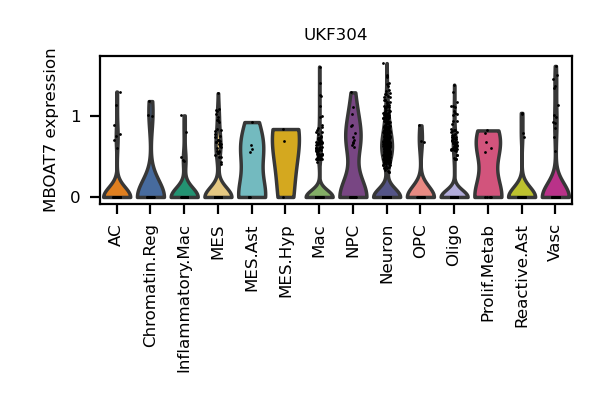 UKF304
MBOAT7 expression
1
0
AC
Chromatin.Reg
Inflammatory.Mac
MES
MES.Ast
MES.Hyp
Mac
NPC
Neuron
OPC
Oligo
Prolif.Metab
Reactive.Ast
Vasc